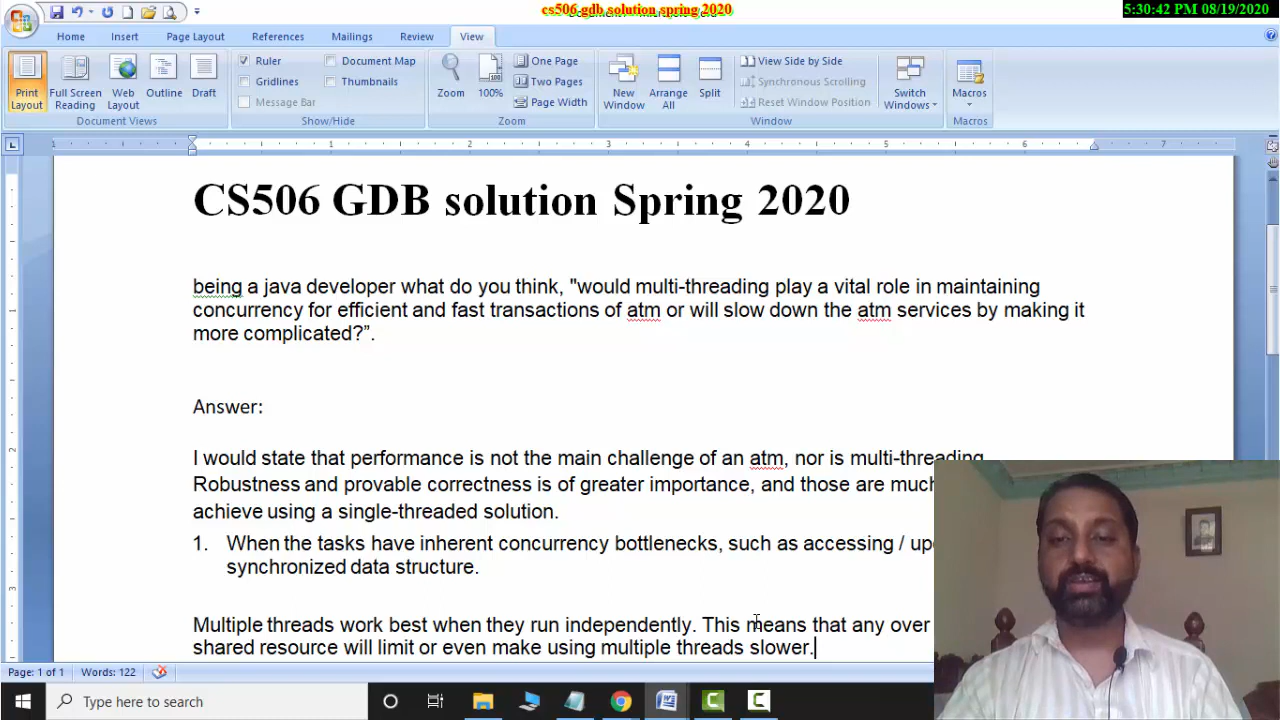 cs506 gdb solution spring 2020
5:30:42 PM 08/19/2020
Home Insert Page Layout References Mailings Review View
Ruler Document Map One Page View Side by Side
Gridlines Thumbnails Two Pages Synchronous Scrolling
Message Bar Page Width Reset Window Position
Print Layout Full Screen Reading Web Layout Outline Draft Zoom 100% New Window Arrange All Split Switch Windows Macros
Document Views Show/Hide Zoom Window Macros
1 1 2 3 4 5 6 7
CS506 GDB solution Spring 2020
being a java developer what do you think, "would multi-threading play a vital role in maintaining
concurrency for efficient and fast transactions of atm or will slow down the atm services by making it
more complicated?”.
Answer:
I would state that performance is not the main challenge of an atm, nor is multi-threading.
Robustness and provable correctness is of greater importance, and those are much
achieve using a single-threaded solution.
1. When the tasks have inherent concurrency bottlenecks, such as accessing /
synchronized data structure.
Multiple threads work best when they run independently. This means that any over
shared resource will limit or even make using multiple threads slower.
Page: 1 of 1 Words: 122
Type here to search